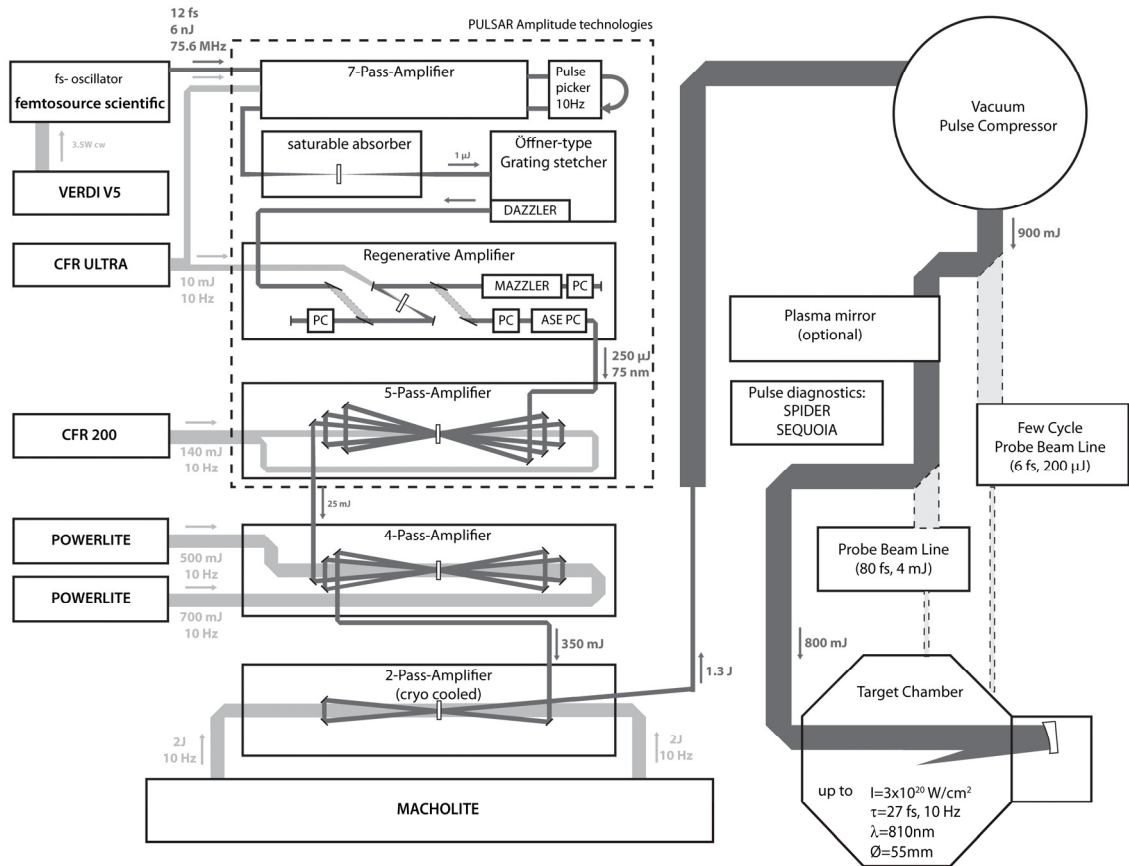 12 fs
6 nJ
75.6 MHz
PULSAR Amplitude technologies
fs- oscillator
femtosource scientific
7-Pass-Amplifier
Pulse
picker
10Hz
3.5W cw
VERDI V5
saturable absorber
1 µJ
Öffner-type
Grating stetcher
DAZZLER
CFR ULTRA
10 mJ
10 Hz
Regenerative Amplifier
MAZZLER
PC
PC
PC
ASE PC
250 µJ
75 nm
5-Pass-Amplifier
CFR 200
140 mJ
10 Hz
25 mJ
POWERLITE
500 mJ
10 Hz
4-Pass-Amplifier
POWERLITE
700 mJ
10 Hz
350 mJ
2-Pass-Amplifier
(cryo cooled)
1.3 J
2J
10 Hz
2J
10 Hz
MACHOLITE
Vacuum
Pulse Compressor
900 mJ
Plasma mirror
(optional)
Pulse diagnostics:
SPIDER
SEQUOIA
Few Cycle
Probe Beam Line
(6 fs, 200 µJ)
Probe Beam Line
(80 fs, 4 mJ)
800 mJ
Target Chamber
up to I=3x10²⁰ W/cm²
τ=27 fs, 10 Hz
λ=810nm
Ø=55mm